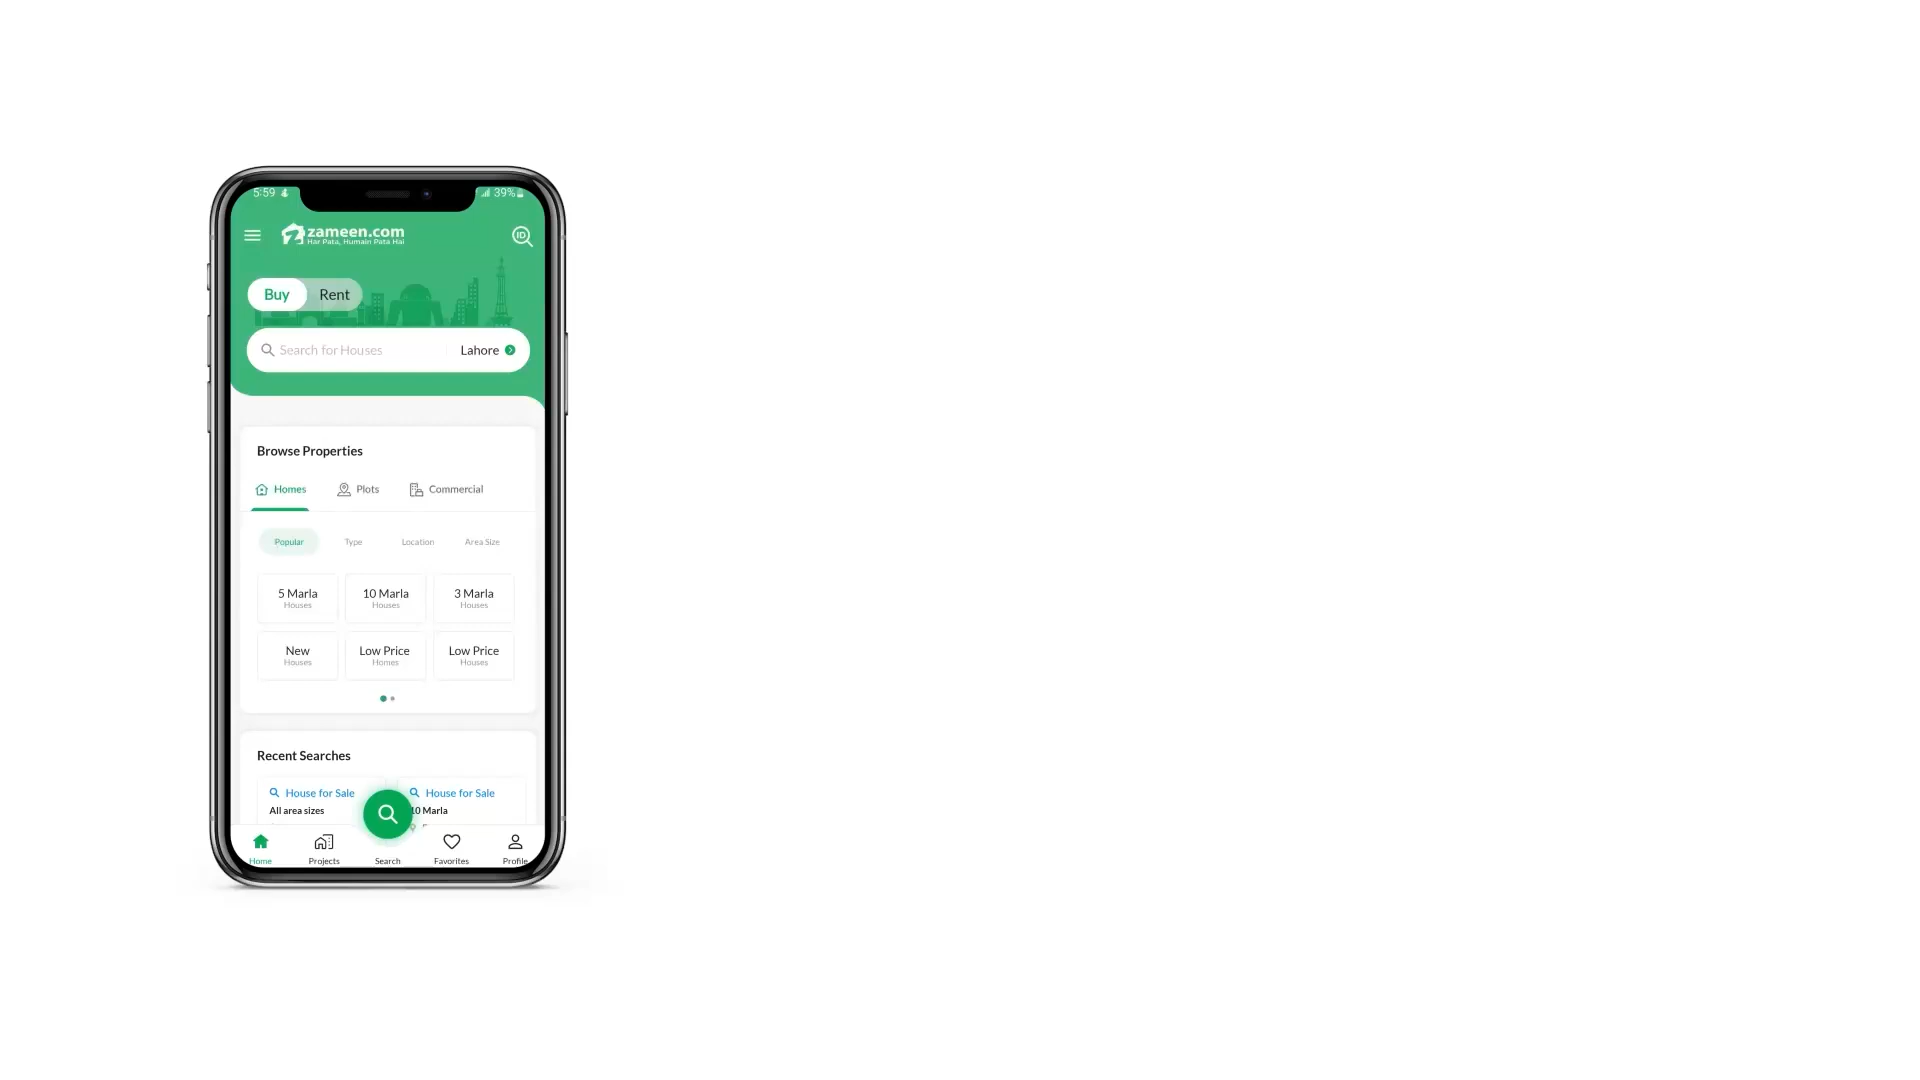 5:59
39%
zameen.com
Har Pata, Humain Pata Hai
ID
Buy Rent
Search for Houses Lahore
Browse Properties
Homes Plots Commercial
Popular Type Location Area Size
5 Marla 10 Marla 3 Marla
Houses Houses Houses
New Low Price Low Price
Houses Homes Houses
Recent Searches
House for Sale House for Sale
All area sizes 10 Marla
Home Projects Search Favorites Profile